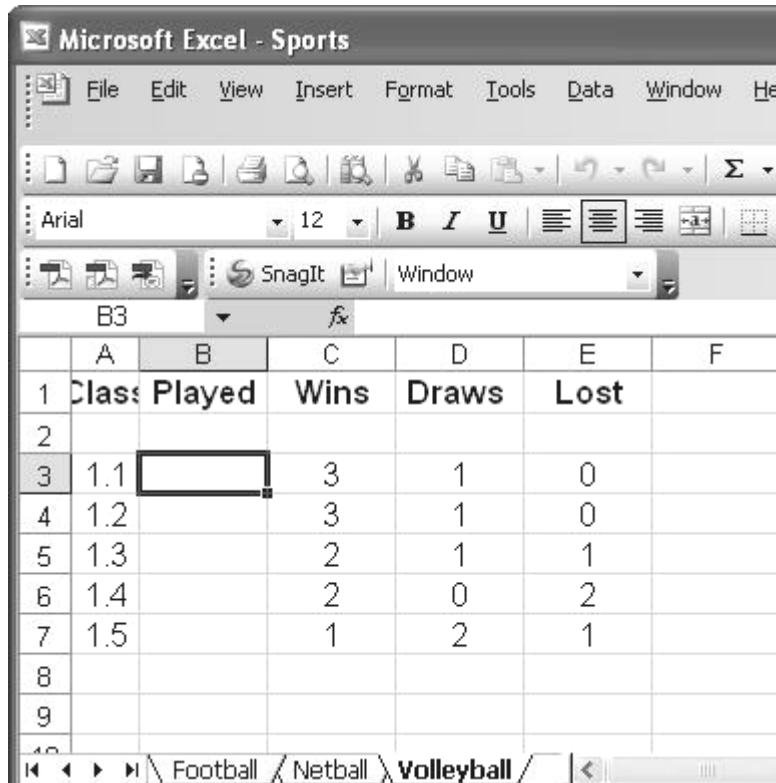 Microsoft Excel - Sports
File Edit View Insert Format Tools Data Window He
Σ
Arial 12 B I U a
SnagIt Window
B3 fx
A B C D E F
1 Class Played Wins Draws Lost
2
3 1.1 3 1 0
4 1.2 3 1 0
5 1.3 2 1 1
6 1.4 2 0 2
7 1.5 1 2 1
8
9
Football Netball Volleyball